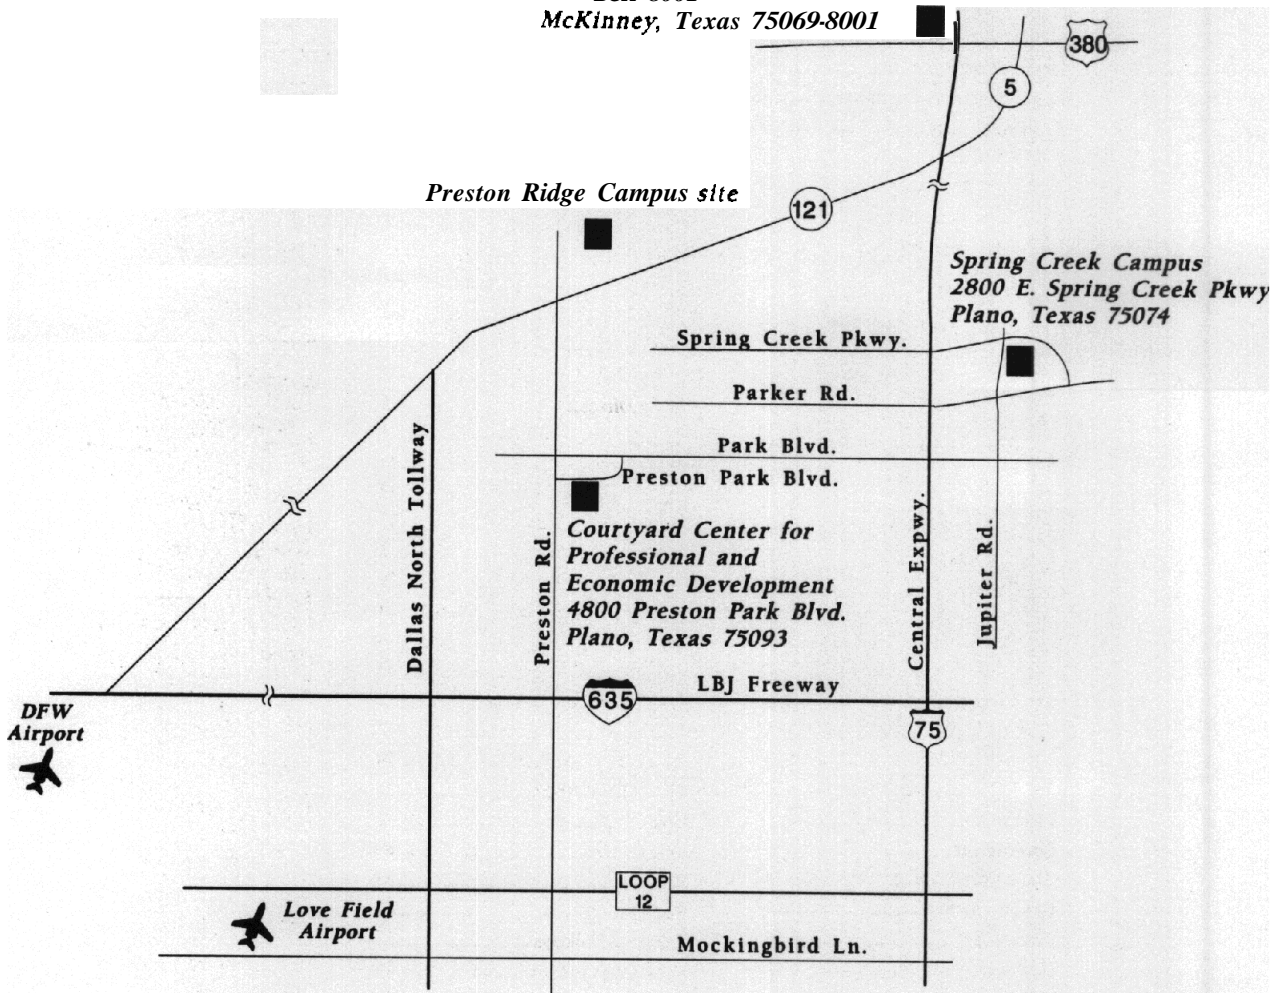 McKinney, Texas 75069-8001
380
5
Preston Ridge Campus site
121
Spring Creek Campus
2800 E. Spring Creek Pkwy
Plano, Texas 75074
Spring Creek Pkwy.
Parker Rd.
Park Blvd.
Preston Park Blvd.
Dallas North Tollway
Preston Rd.
Courtyard Center for
Professional and
Economic Development
4800 Preston Park Blvd.
Plano, Texas 75093
Central Expwy.
Jupiter Rd.
LBJ Freeway
635
75
DFW
Airport
LOOP
12
Love Field
Airport
Mockingbird Ln.